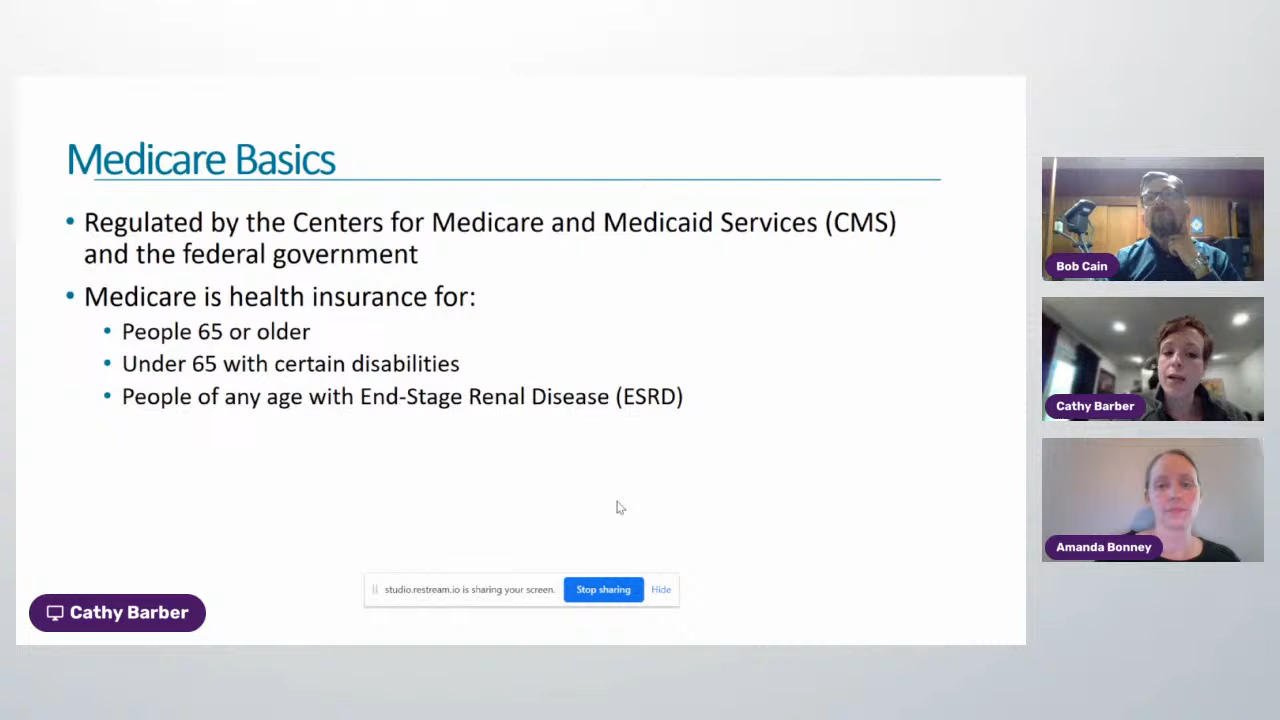 Medicare Basics
• Regulated by the Centers for Medicare and Medicaid Services (CMS)
and the federal government
• Medicare is health insurance for:
• People 65 or older
• Under 65 with certain disabilities
• People of any age with End-Stage Renal Disease (ESRD)
studio.restream.io is sharing your screen. Stop sharing Hide
Cathy Barber
Bob Cain
Cathy Barber
Amanda Bonney